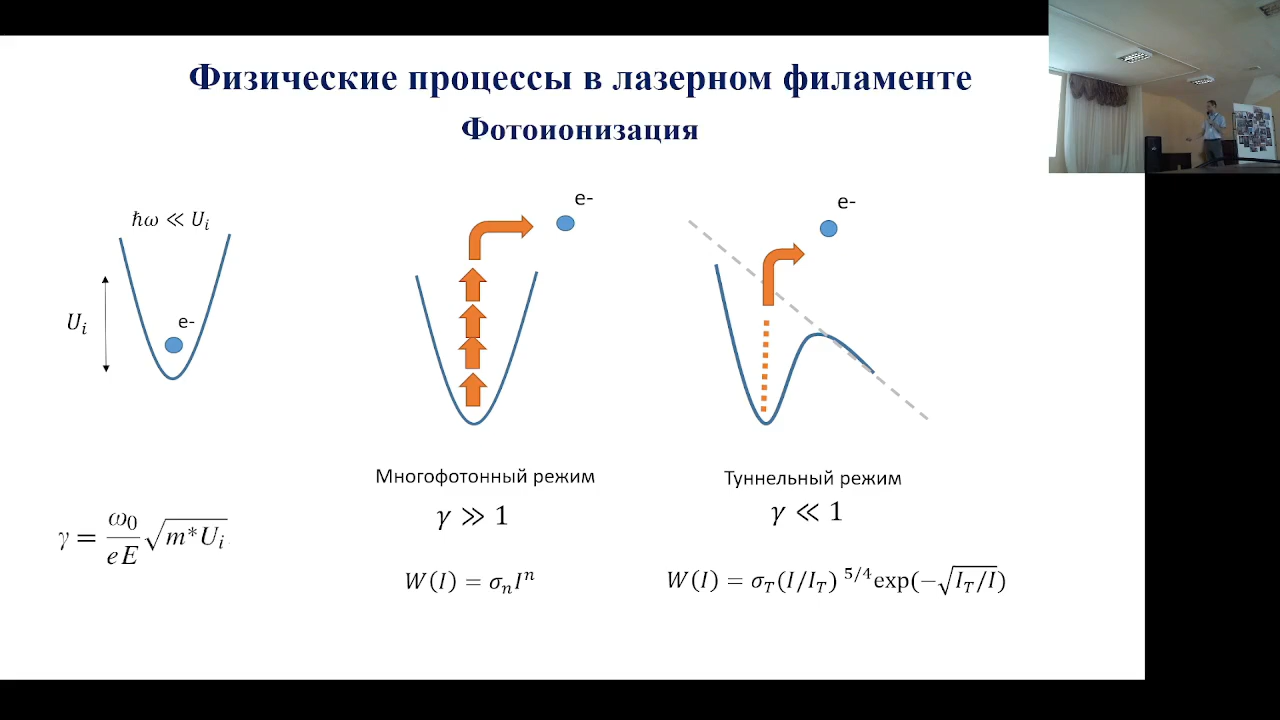 Физические процессы в лазерном филаменте
Фотоионизация
ħω ≪ U_i
U_i
e-
e-
e-
Многофотонный режим
γ ≫ 1
W(I) = σ_n I^n
Туннельный режим
γ ≪ 1
W(I) = σ_T (I/I_T)^{5/4} exp(−√(I_T/I))
γ = ω_0/(eE) √(m*U_i)